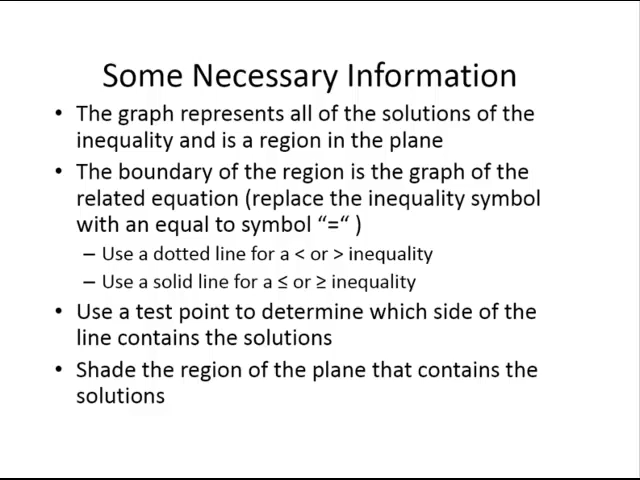 Some Necessary Information
• The graph represents all of the solutions of the
inequality and is a region in the plane
• The boundary of the region is the graph of the
related equation (replace the inequality symbol
with an equal to symbol “=“ )
– Use a dotted line for a < or > inequality
– Use a solid line for a ≤ or ≥ inequality
• Use a test point to determine which side of the
line contains the solutions
• Shade the region of the plane that contains the
solutions